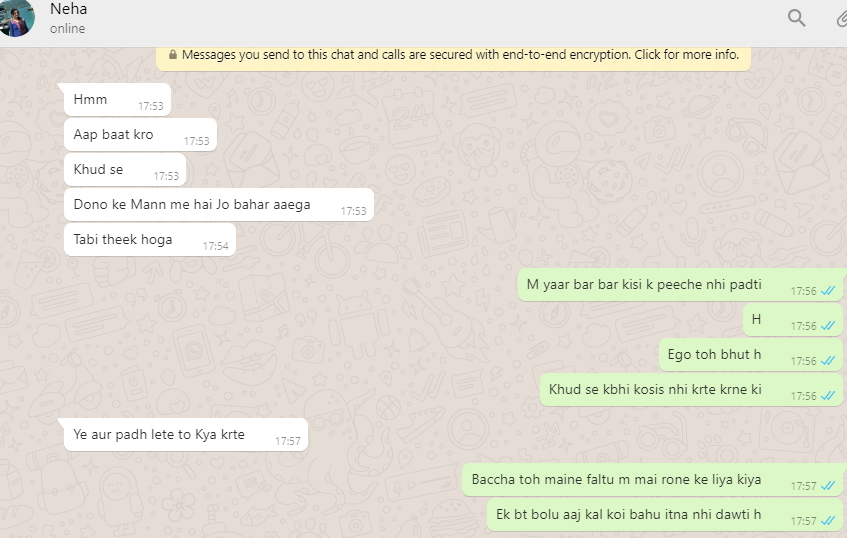 Neha
online
Messages you send to this chat and calls are secured with end-to-end encryption. Click for more info.
Hmm 17:53
Aap baat kro 17:53
Khud se 17:53
Dono ke Mann me hai Jo bahar aaega 17:53
Tabi theek hoga 17:54
M yaar bar bar kisi k peeche nhi padti 17:56
H 17:56
Ego toh bhut h 17:56
Khud se kbhi kosis nhi krte krne ki 17:56
Ye aur padh lete to Kya krte 17:57
Baccha toh maine faltu m mai rone ke liya kiya 17:57
Ek bt bolu aaj kal koi bahu itna nhi dawti h 17:57